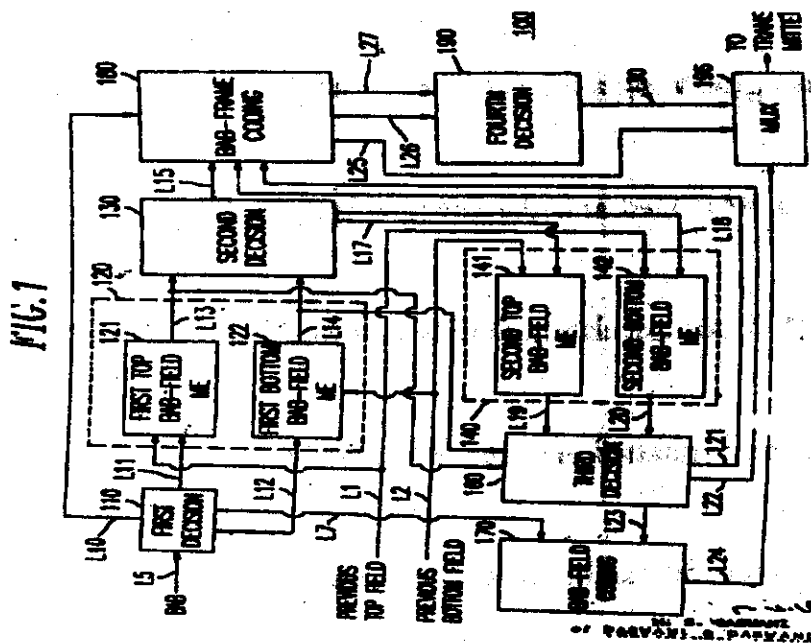 FIG.1
100
L10
L5
BAB
110
FIRST
DECISION
L11
L12
L7
120
121
FIRST TOP
BAB-FIELD
ME
122
FIRST BOTTOM
BAB-FIELD
ME
L13
L14
130
SECOND
DECISION
L15
180
BAB-FRAME
CODING
L25
L26
L27
190
FOURTH
DECISION
L30
195
MUX
TO
TRANS
MITTE
PREVIOUS
TOP FIELD
L1
PREVIOUS
BOTTOM FIELD
L2
L17
L18
140
141
SECOND TOP
BAB-FIELD
ME
142
SECOND BOTTOM
BAB-FIELD
ME
L19
L20
160
THIRD
DECISION
L21
L22
L23
170
BAB-FIELD
CODING
L24